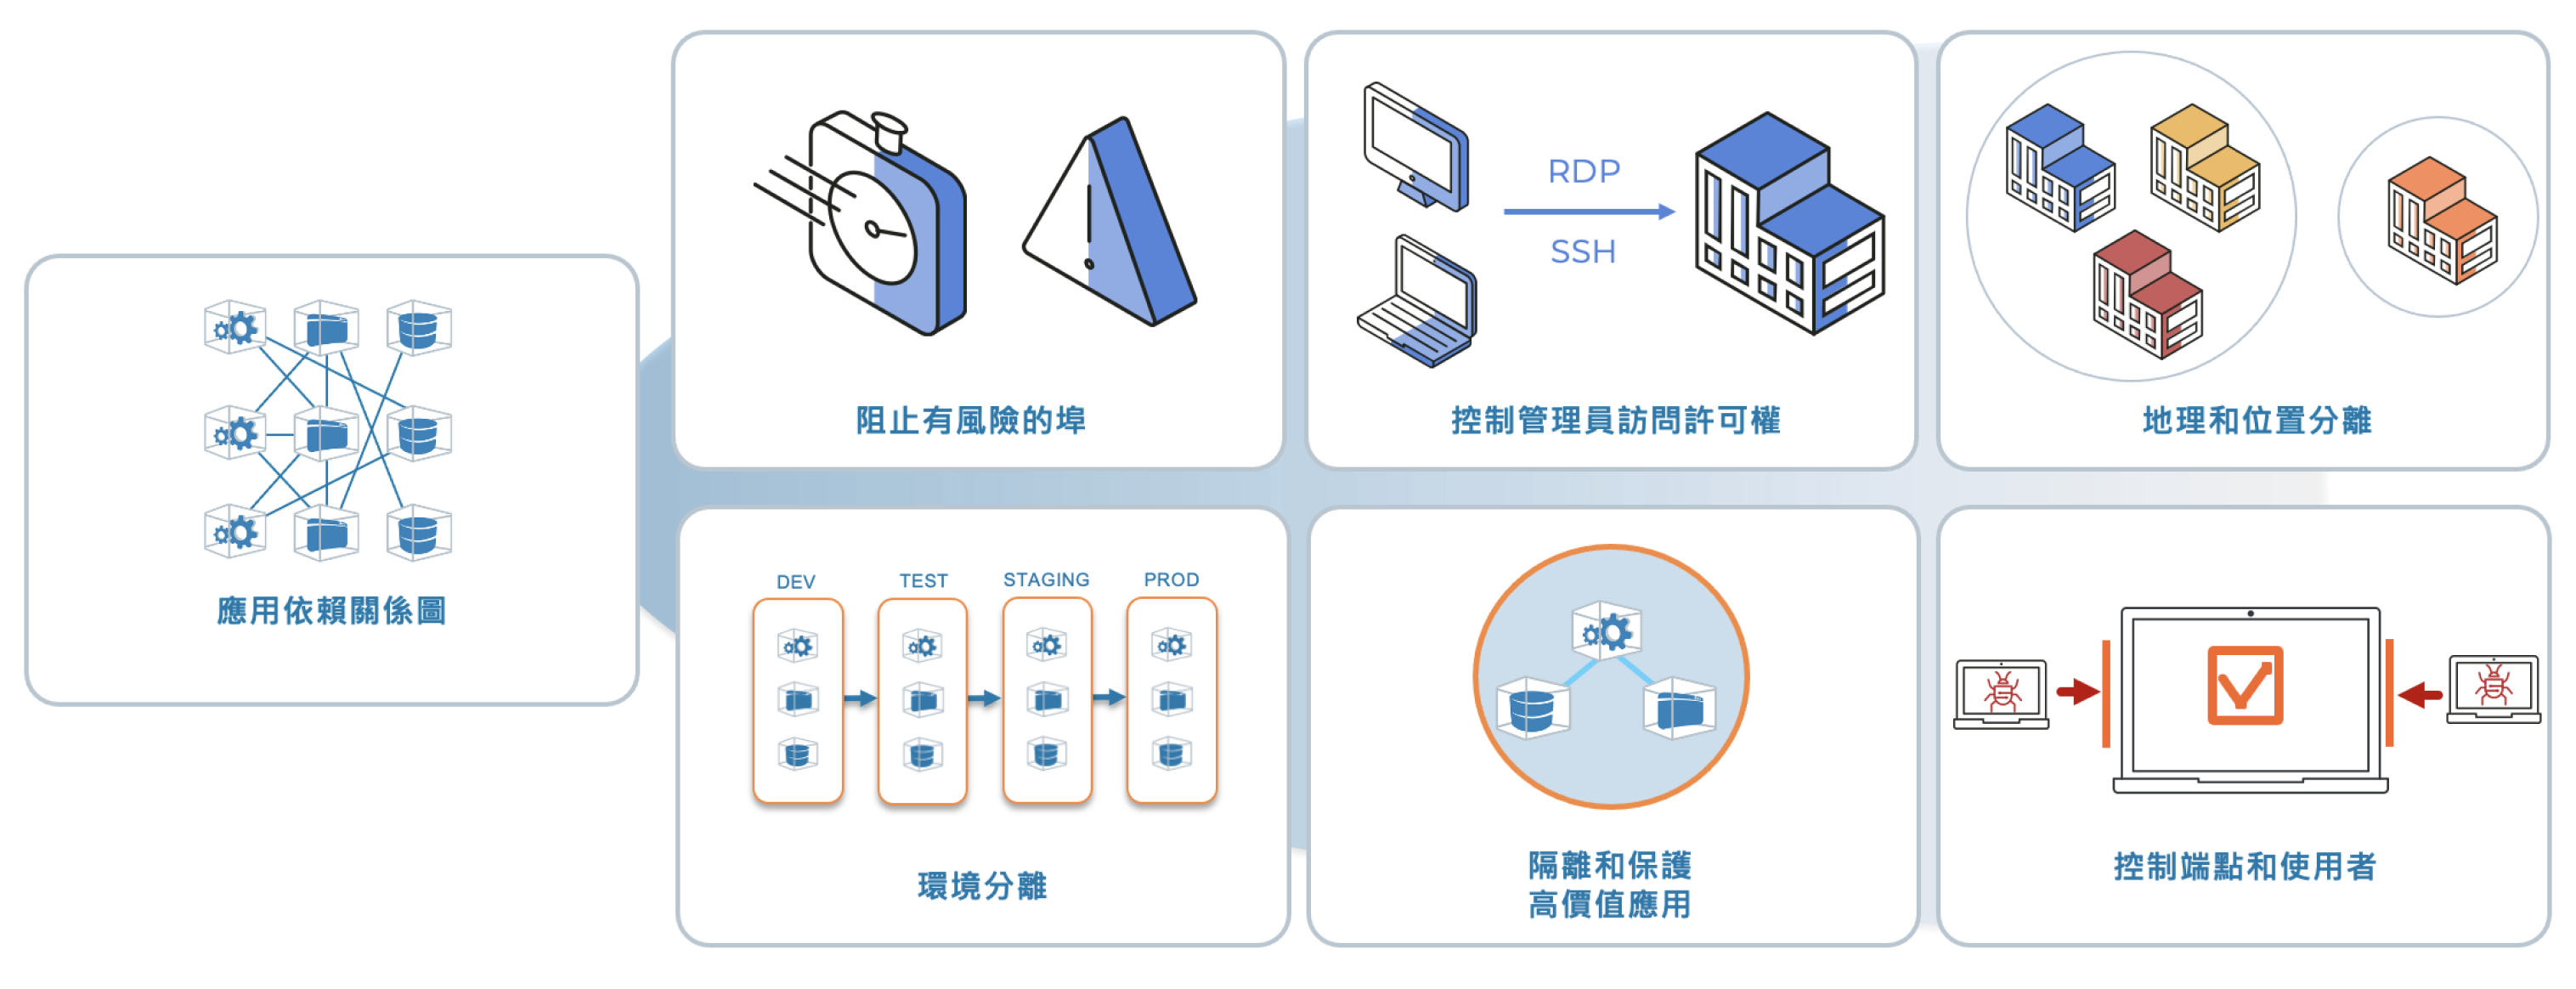 應用依賴關係圖
阻止有風險的埠
RDP
SSH
控制管理員訪問許可權
地理和位置分離
DEV
TEST
STAGING
PROD
環境分離
隔離和保護
高價值應用
控制端點和使用者